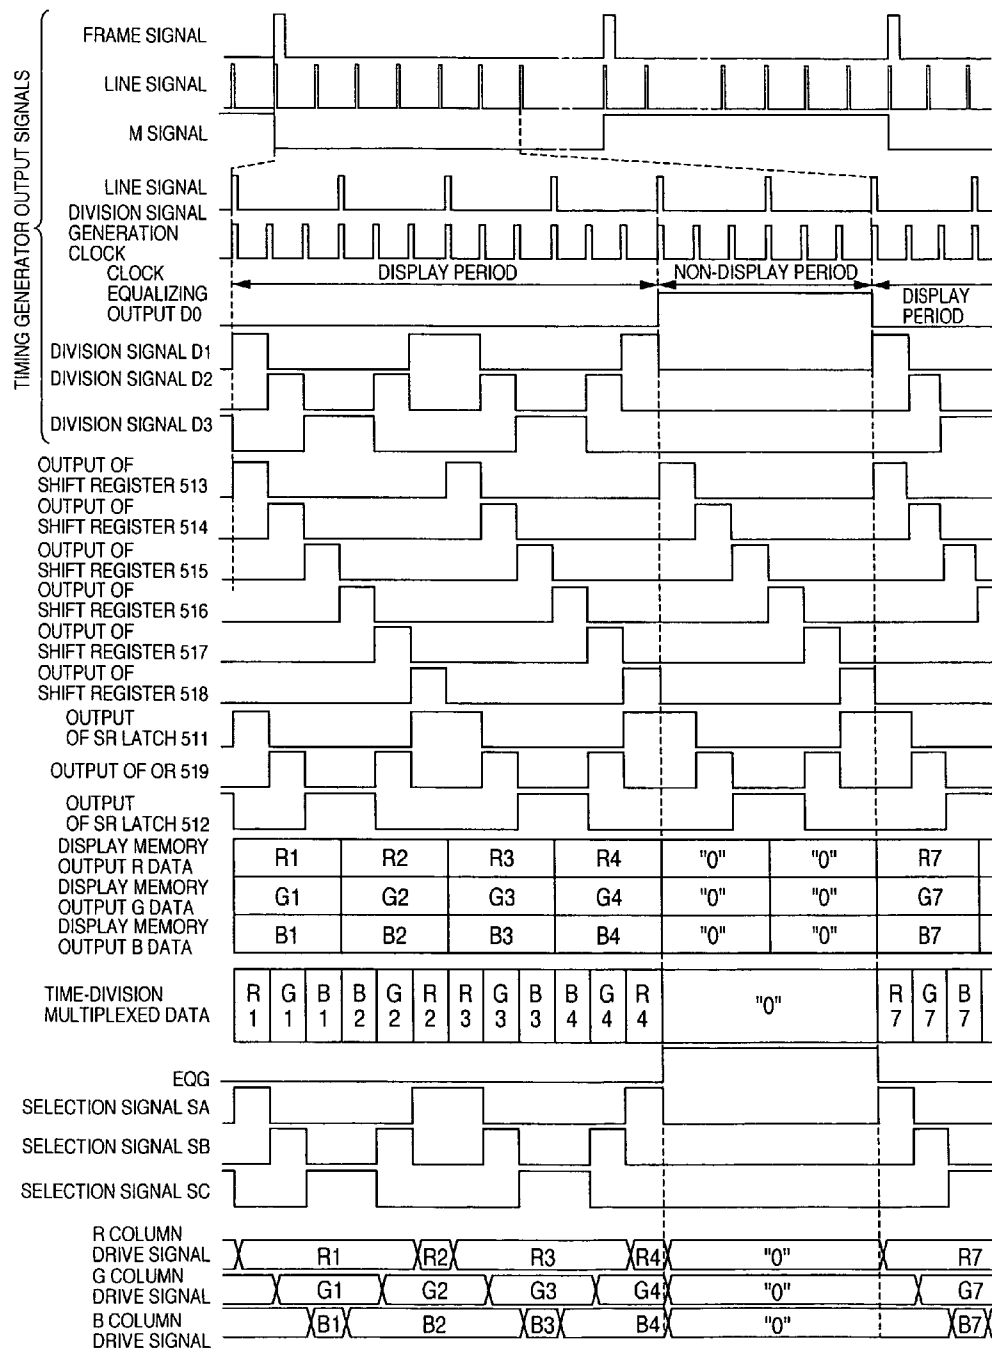 TIMING GENERATOR OUTPUT SIGNALS
FRAME SIGNAL
LINE SIGNAL
M SIGNAL
LINE SIGNAL
DIVISION SIGNAL
GENERATION
CLOCK
DISPLAY PERIOD
NON-DISPLAY PERIOD
DISPLAY
PERIOD
CLOCK
EQUALIZING
OUTPUT D0
DIVISION SIGNAL D1
DIVISION SIGNAL D2
DIVISION SIGNAL D3
OUTPUT OF
SHIFT REGISTER 513
OUTPUT OF
SHIFT REGISTER 514
OUTPUT OF
SHIFT REGISTER 515
OUTPUT OF
SHIFT REGISTER 516
OUTPUT OF
SHIFT REGISTER 517
OUTPUT OF
SHIFT REGISTER 518
OUTPUT
OF SR LATCH 511
OUTPUT OF OR 519
OUTPUT
OF SR LATCH 512
DISPLAY MEMORY
OUTPUT R DATA
R1 R2 R3 R4 "0" "0" R7
DISPLAY MEMORY
OUTPUT G DATA
G1 G2 G3 G4 "0" "0" G7
DISPLAY MEMORY
OUTPUT B DATA
B1 B2 B3 B4 "0" "0" B7
TIME-DIVISION
MULTIPLEXED DATA
R G B B G R R G B B G R "0" R G B
1 1 1 2 2 2 3 3 3 4 4 4 7 7 7
EQG
SELECTION SIGNAL SA
SELECTION SIGNAL SB
SELECTION SIGNAL SC
R COLUMN
DRIVE SIGNAL
R1 R2 R3 R4 "0" R7
G COLUMN
DRIVE SIGNAL
G1 G2 G3 G4 "0" G7
B COLUMN
DRIVE SIGNAL
B1 B2 B3 B4 "0" B7